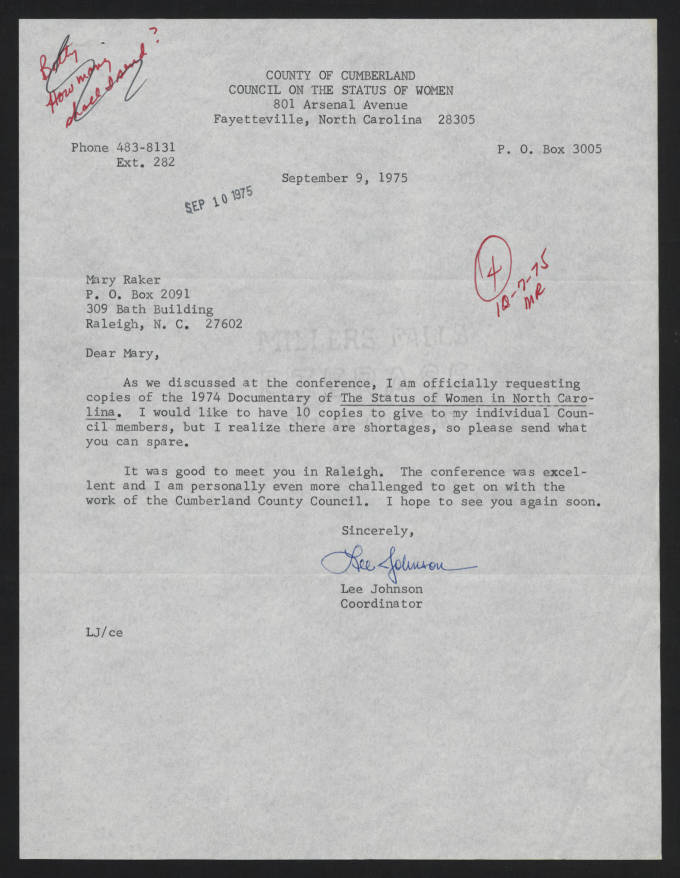 Betty
How many
shall I send?
COUNTY OF CUMBERLAND
COUNCIL ON THE STATUS OF WOMEN
801 Arsenal Avenue
Fayetteville, North Carolina 28305
Phone 483-8131
Ext. 282
P. O. Box 3005
September 9, 1975
SEP 10 1975
4
10-7-75
MR
Mary Raker
P. O. Box 2091
309 Bath Building
Raleigh, N. C. 27602
MILLERS FALLS
Dear Mary,
As we discussed at the conference, I am officially requesting
copies of the 1974 Documentary of The Status of Women in North Caro-
lina. I would like to have 10 copies to give to my individual Coun-
cil members, but I realize there are shortages, so please send what
you can spare.
It was good to meet you in Raleigh. The conference was excel-
lent and I am personally even more challenged to get on with the
work of the Cumberland County Council. I hope to see you again soon.
Sincerely,
Lee Johnson
Lee Johnson
Coordinator
LJ/ce